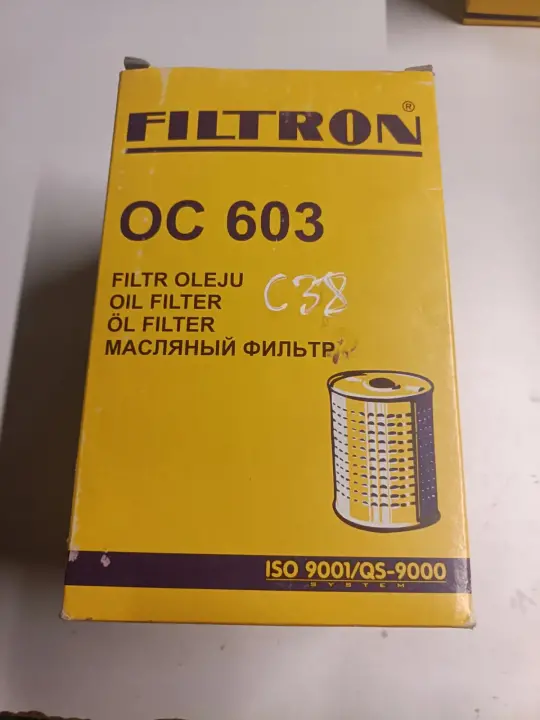 FILTRON®
OC 603
FILTR OLEJU
OIL FILTER
C38
ÖL FILTER
МАСЛЯНЫЙ ФИЛЬТР
ISO 9001/QS-9000
SYSTEM